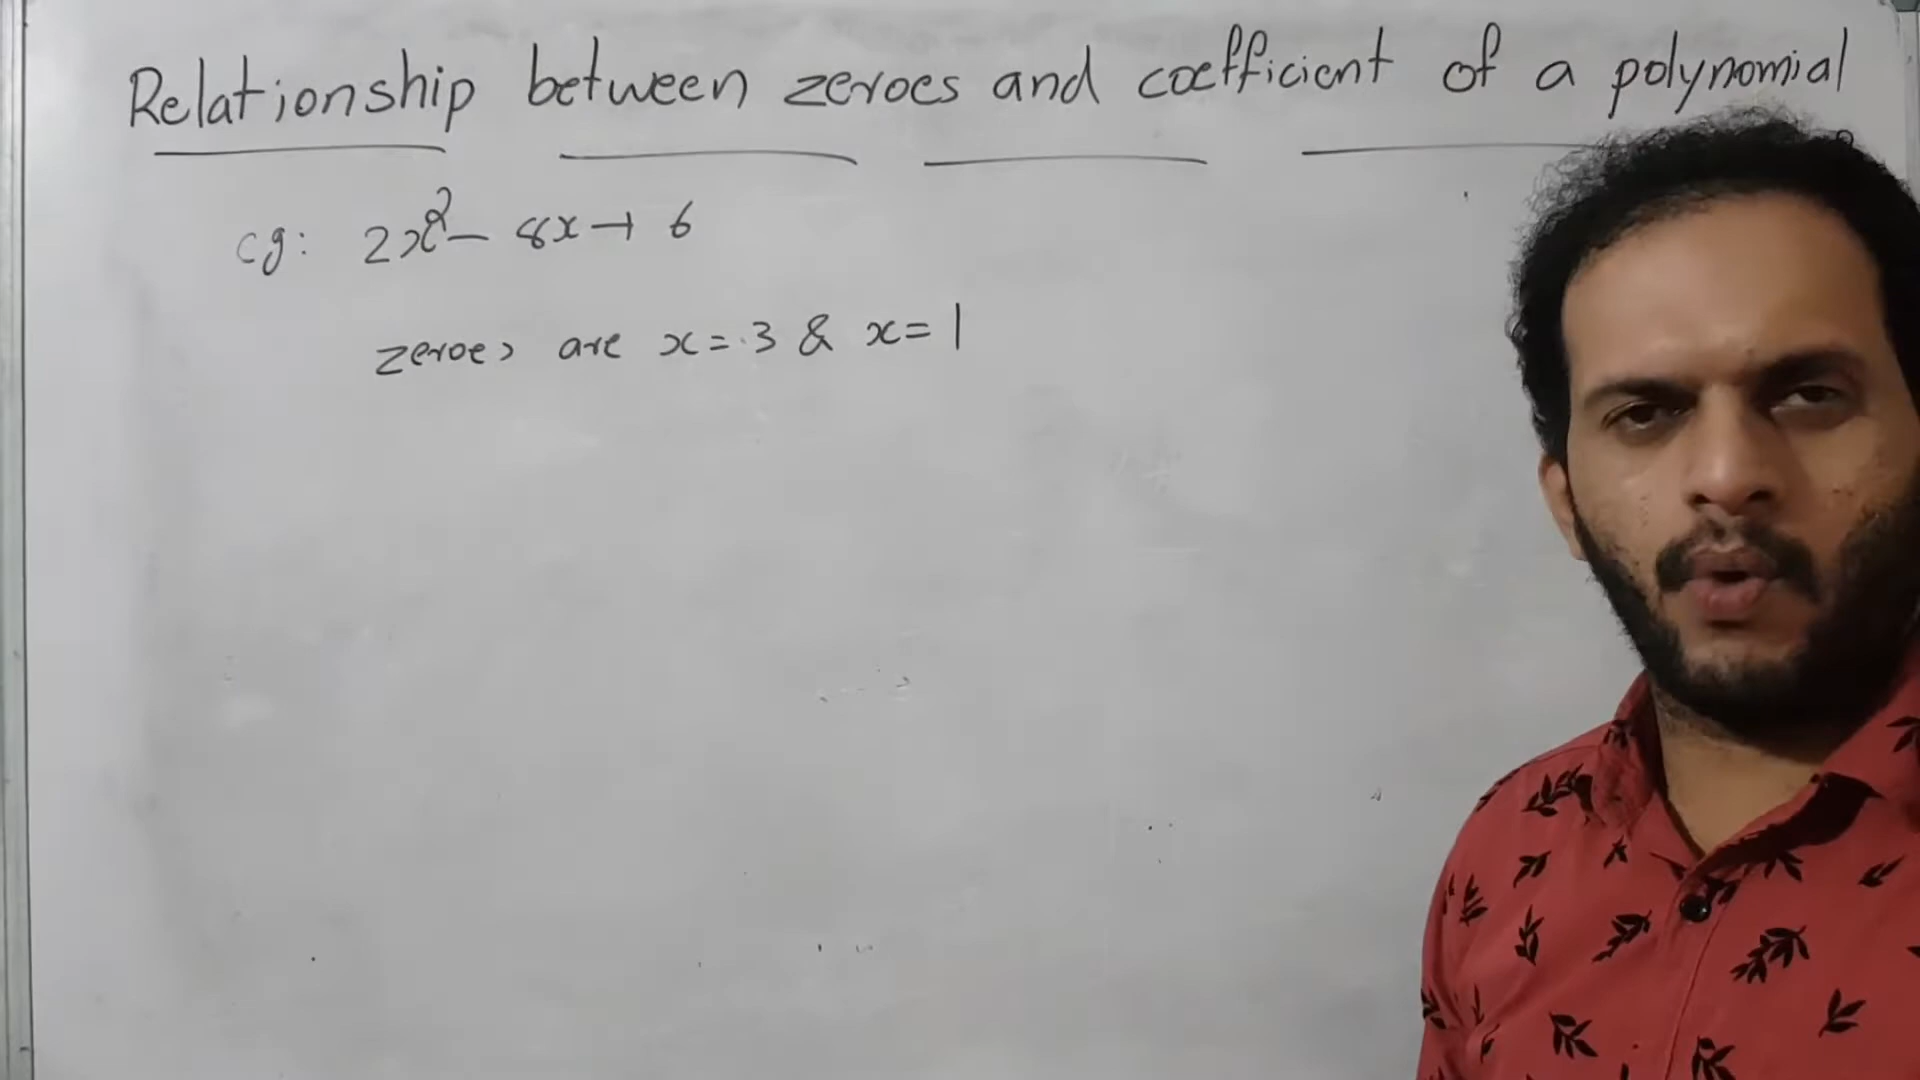 Relationship between zeroes and coefficient of a polynomial
eg: 2x² - 8x + 6
zeroes are x = 3 & x = 1